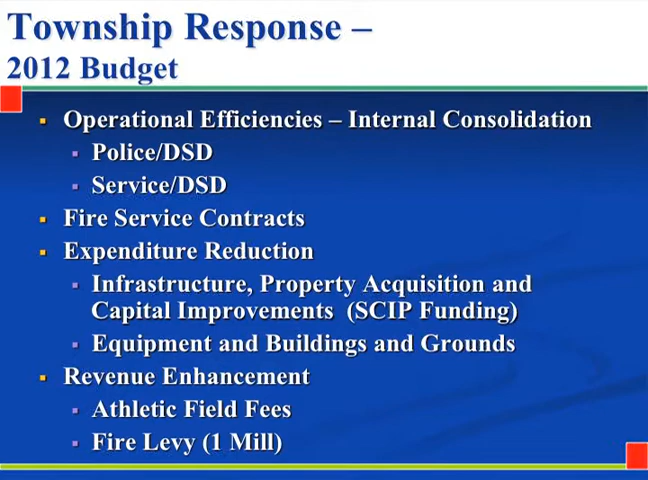 Township Response –
2012 Budget
Operational Efficiencies – Internal Consolidation
Police/DSD
Service/DSD
Fire Service Contracts
Expenditure Reduction
Infrastructure, Property Acquisition and
Capital Improvements (SCIP Funding)
Equipment and Buildings and Grounds
Revenue Enhancement
Athletic Field Fees
Fire Levy (1 Mill)